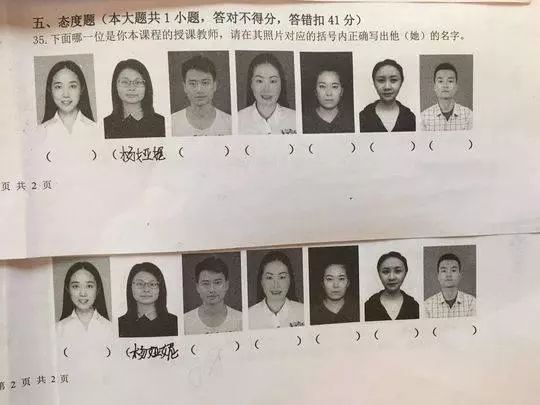 五、态度题（本大题共 1 小题，答对不得分，答错扣 41 分）
35. 下面哪一位是你本课程的授课教师，请在其照片对应的括号内正确写出他（她）的名字。
（ ） （杨亚妮 （ ） （ ） （ ） （ ） （ ）
页 共 2 页
（ ） （杨亚妮 （ ） （ ） （ ） （ ） （ ）
第 2 页 共 2 页